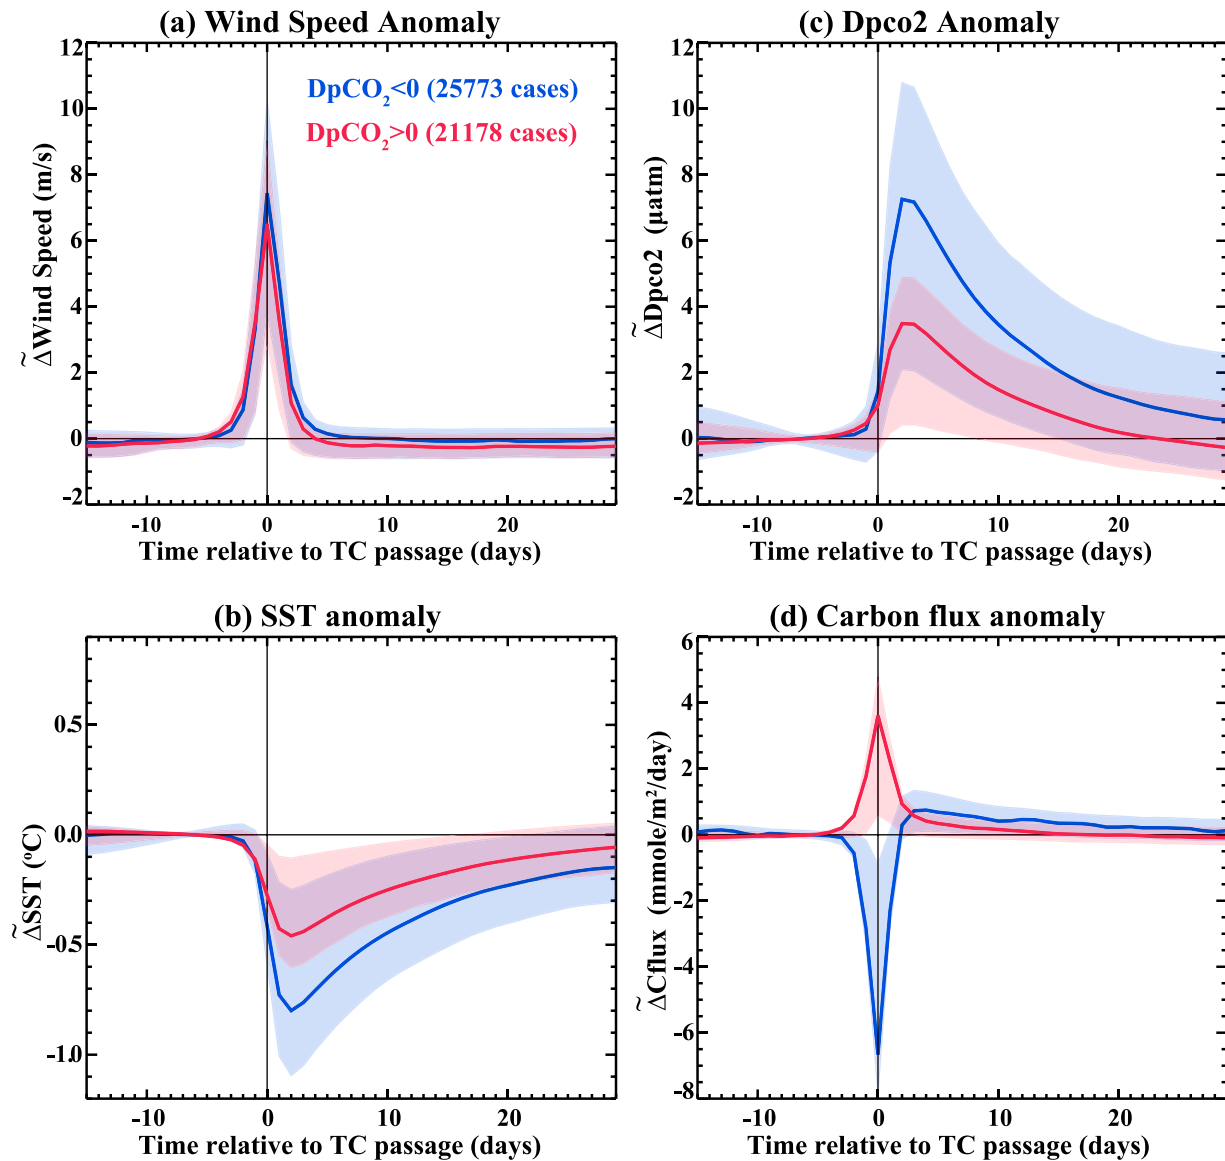 (a) Wind Speed Anomaly
12
10
8
6
4
2
0
-2
Δ̃Wind Speed (m/s)
DpCO₂<0 (25773 cases)
DpCO₂>0 (21178 cases)
-10 0 10 20
Time relative to TC passage (days)
(c) Dpco2 Anomaly
12
10
8
6
4
2
0
-2
Δ̃Dpco2 (μatm)
-10 0 10 20
Time relative to TC passage (days)
(b) SST anomaly
0.5
0.0
-0.5
-1.0
Δ̃SST (ºC)
-10 0 10 20
Time relative to TC passage (days)
(d) Carbon flux anomaly
6
4
2
0
-2
-4
-6
-8
Δ̃Cflux (mmole/m²/day)
-10 0 10 20
Time relative to TC passage (days)